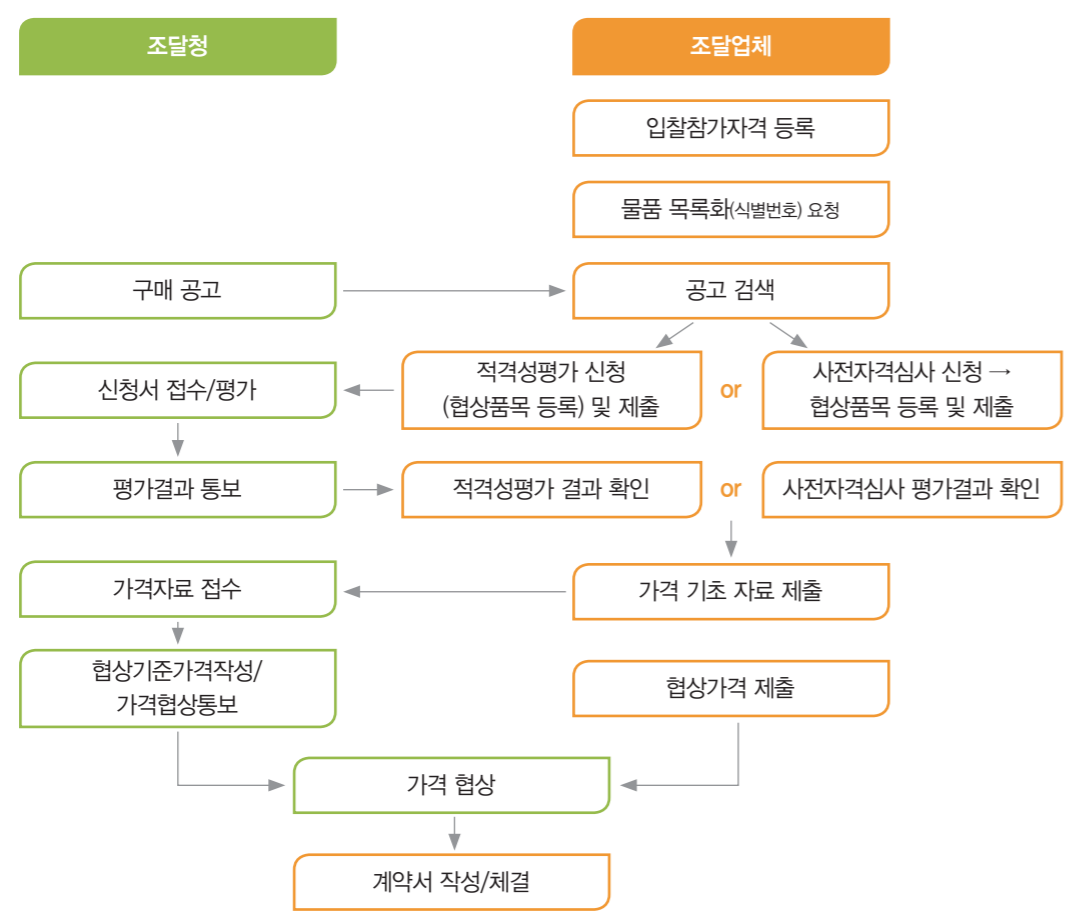 조달청
조달업체
입찰참가자격 등록
물품 목록화(식별번호) 요청
구매 공고
공고 검색
신청서 접수/평가
적격성평가 신청
(협상품목 등록) 및 제출
or
사전자격심사 신청 →
협상품목 등록 및 제출
평가결과 통보
적격성평가 결과 확인
or
사전자격심사 평가결과 확인
가격자료 접수
가격 기초 자료 제출
협상기준가격작성/
가격협상통보
협상가격 제출
가격 협상
계약서 작성/체결